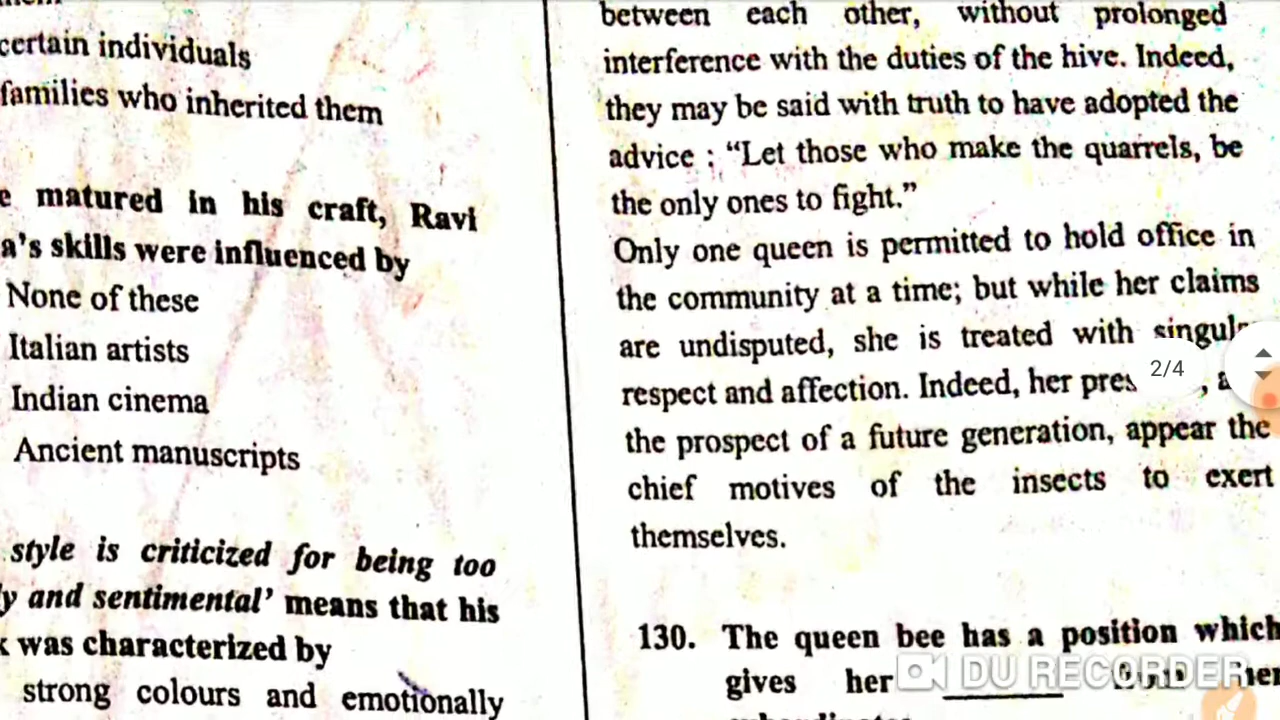 certain individuals
families who inherited them
matured in his craft, Ravi
a's skills were influenced by
None of these
Italian artists
Indian cinema
Ancient manuscripts
style is criticized for being too
y and sentimental' means that his
was characterized by
strong colours and emotionally
between each other, without prolonged
interference with the duties of the hive. Indeed,
they may be said with truth to have adopted the
advice : “Let those who make the quarrels, be
the only ones to fight.”
Only one queen is permitted to hold office in
the community at a time; but while her claims
are undisputed, she is treated with
respect and affection. Indeed, her
the prospect of a future generation, appear the
chief motives of the insects to exert
themselves.
130. The queen bee has a position which
gives her ______
2/4
DU RECORDER